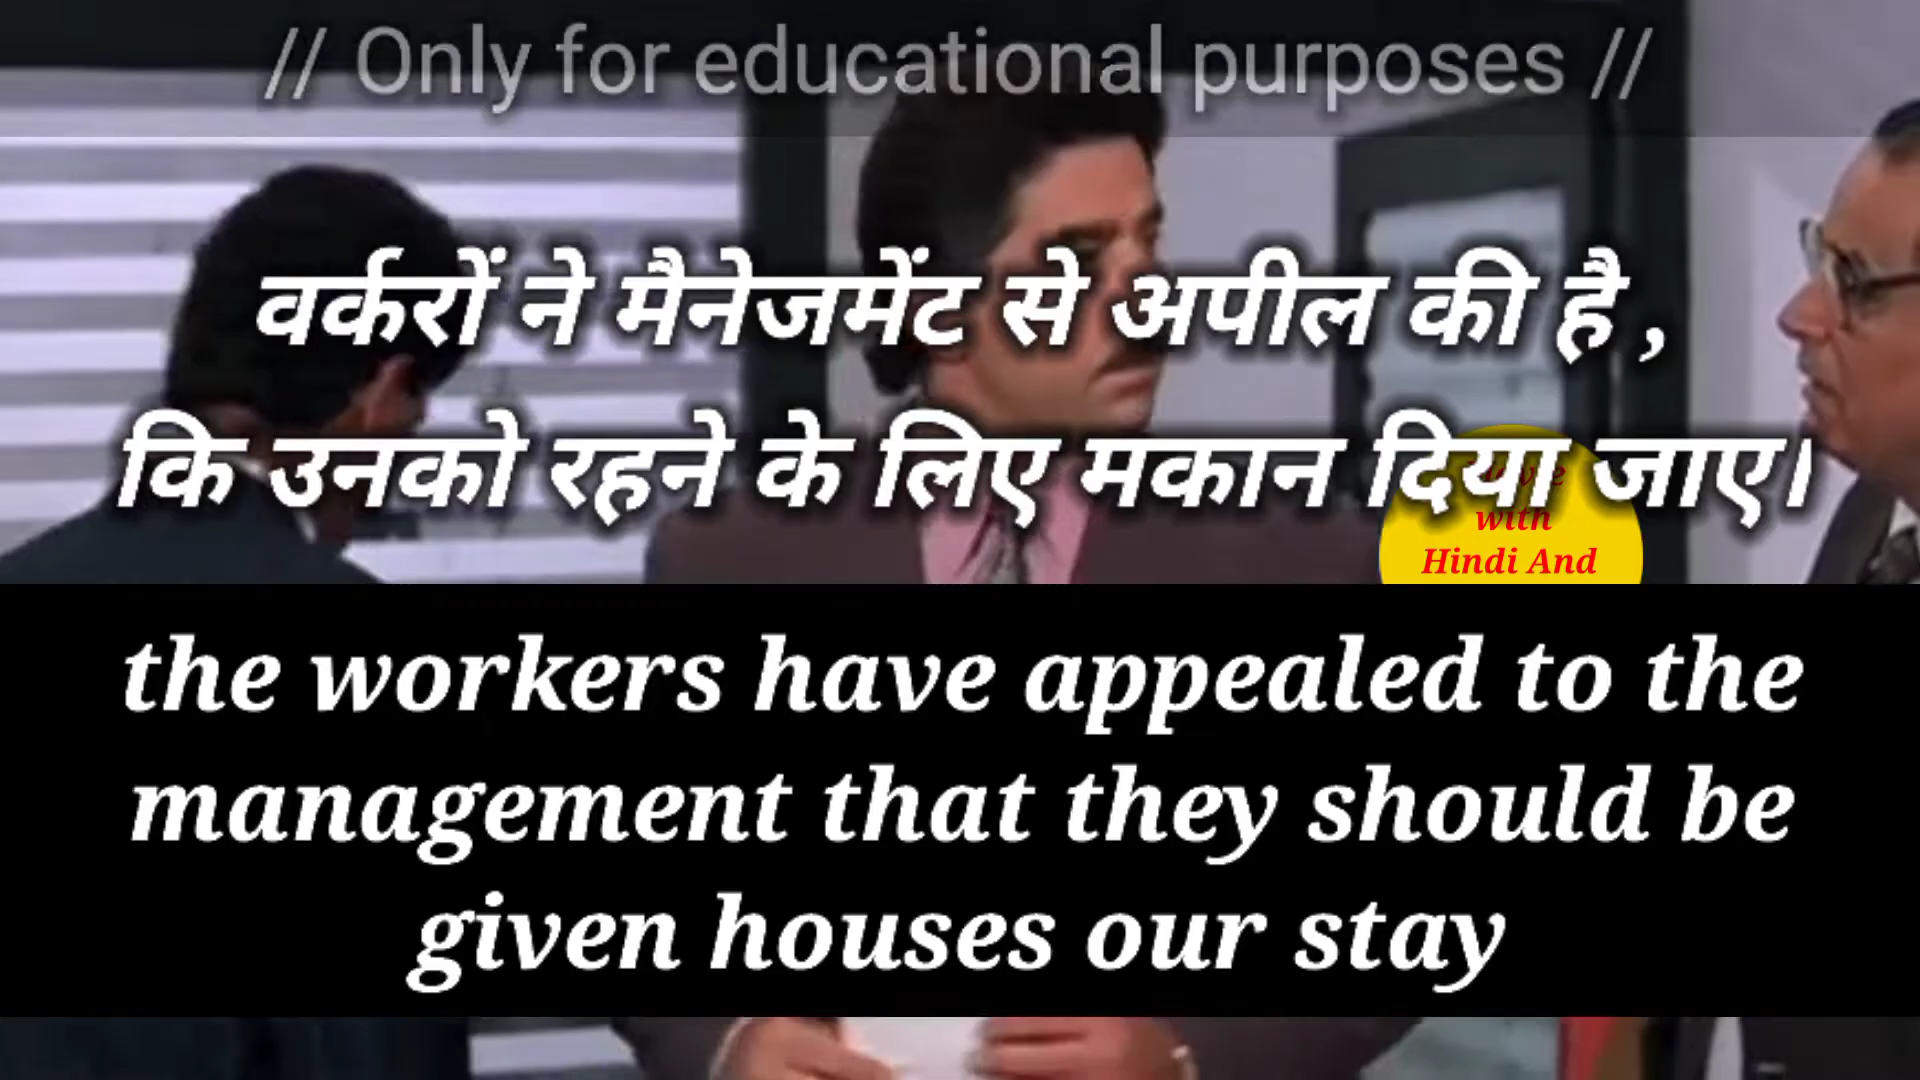 // Only for educational purposes //
वर्करों ने मैनेजमेंट से अपील की है ,
कि उनको रहने के लिए मकान दिया जाए।
with
Hindi And
the workers have appealed to the
management that they should be
given houses our stay